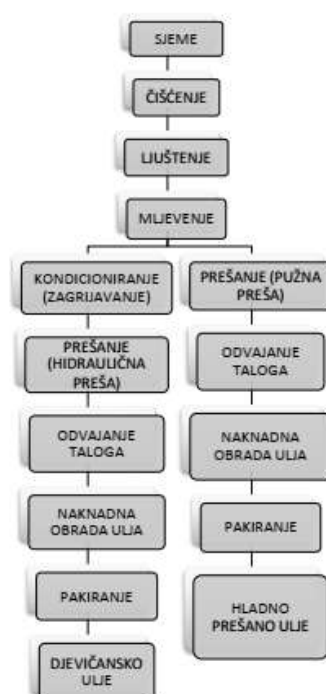 SJEME
ČIŠĆENJE
LJUŠTENJE
MLJEVENJE
KONDICIONIRANJE
(ZAGRIJAVANJE)
PREŠANJE
(HIDRAULIČNA
PREŠA)
ODVAJANJE
TALOGA
NAKNADNA
OBRADA ULJA
PAKIRANJE
DJEVIČANSKO
ULJE
PREŠANJE (PUŽNA
PREŠA)
ODVAJANJE
TALOGA
NAKNADNA
OBRADA ULJA
PAKIRANJE
HLADNO
PREŠANO ULJE